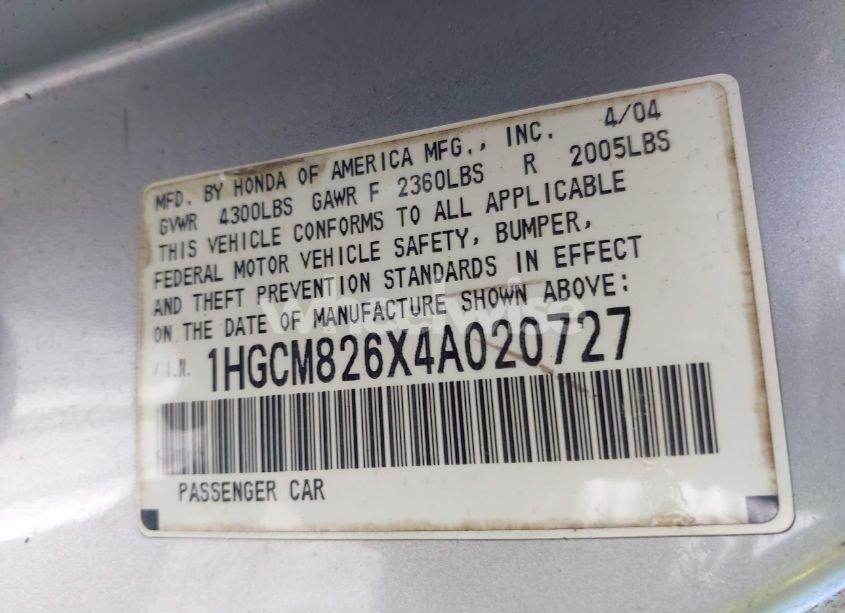 MFD. BY HONDA OF AMERICA MFG., INC. 4/04
GVWR 4300LBS GAWR F 2360LBS R 2005LBS
THIS VEHICLE CONFORMS TO ALL APPLICABLE
FEDERAL MOTOR VEHICLE SAFETY, BUMPER,
AND THEFT PREVENTION STANDARDS IN EFFECT
ON THE DATE OF MANUFACTURE SHOWN ABOVE:
V.I.N. 1HGCM826X4A020727
PASSENGER CAR
wheelwise